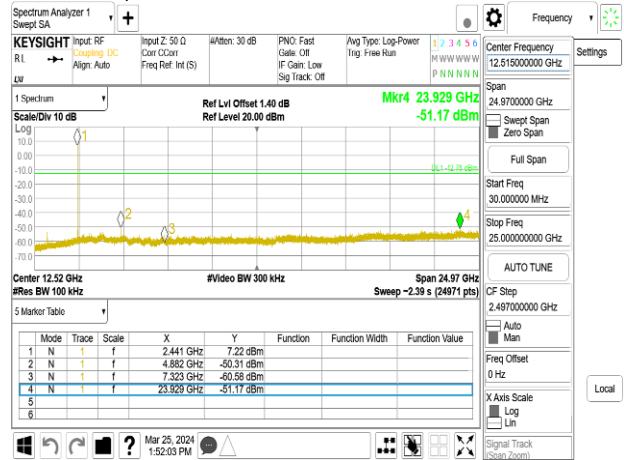 Spectrum Analyzer 1
Swept SA
Frequency
KEYSIGHT
Input: RF
Input Z: 50 Ω
#Atten: 30 dB
PNO: Fast
Avg Type: Log-Power
1 2 3 4 5 6
RL
Coupling: DC
Corr CCorr
Gate: Off
Trig: Free Run
M W W W W W
Align: Auto
Freq Ref: Int (S)
IF Gain: Low
P N N N N N
Sig Track: Off
LW
1 Spectrum
Ref Lvl Offset 1.40 dB
Mkr4 23.929 GHz
Scale/Div 10 dB
Ref Level 20.00 dBm
-51.17 dBm
Log
10.0
0.00
-10.0
-20.0
-30.0
-40.0
-50.0
-60.0
-70.0
1
2
3
4
Center 12.52 GHz
#Video BW 300 kHz
Span 24.97 GHz
#Res BW 100 kHz
Sweep ~2.39 s (24971 pts)
5 Marker Table
Mode Trace Scale X Y Function Function Width Function Value
1 N 1 f 2.441 GHz 7.22 dBm
2 N 1 f 4.882 GHz -50.31 dBm
3 N 1 f 7.323 GHz -60.58 dBm
4 N 1 f 23.929 GHz -51.17 dBm
5
6
?
Mar 25, 2024
1:52:03 PM
Center Frequency
12.515000000 GHz
Settings
Span
24.9700000 GHz
Swept Span
Zero Span
Full Span
Start Freq
30.000000 MHz
Stop Freq
25.000000000 GHz
AUTO TUNE
CF Step
2.497000000 GHz
Auto
Man
Freq Offset
0 Hz
X Axis Scale
Log
Lin
Local
Signal Track
(Span Zoom)